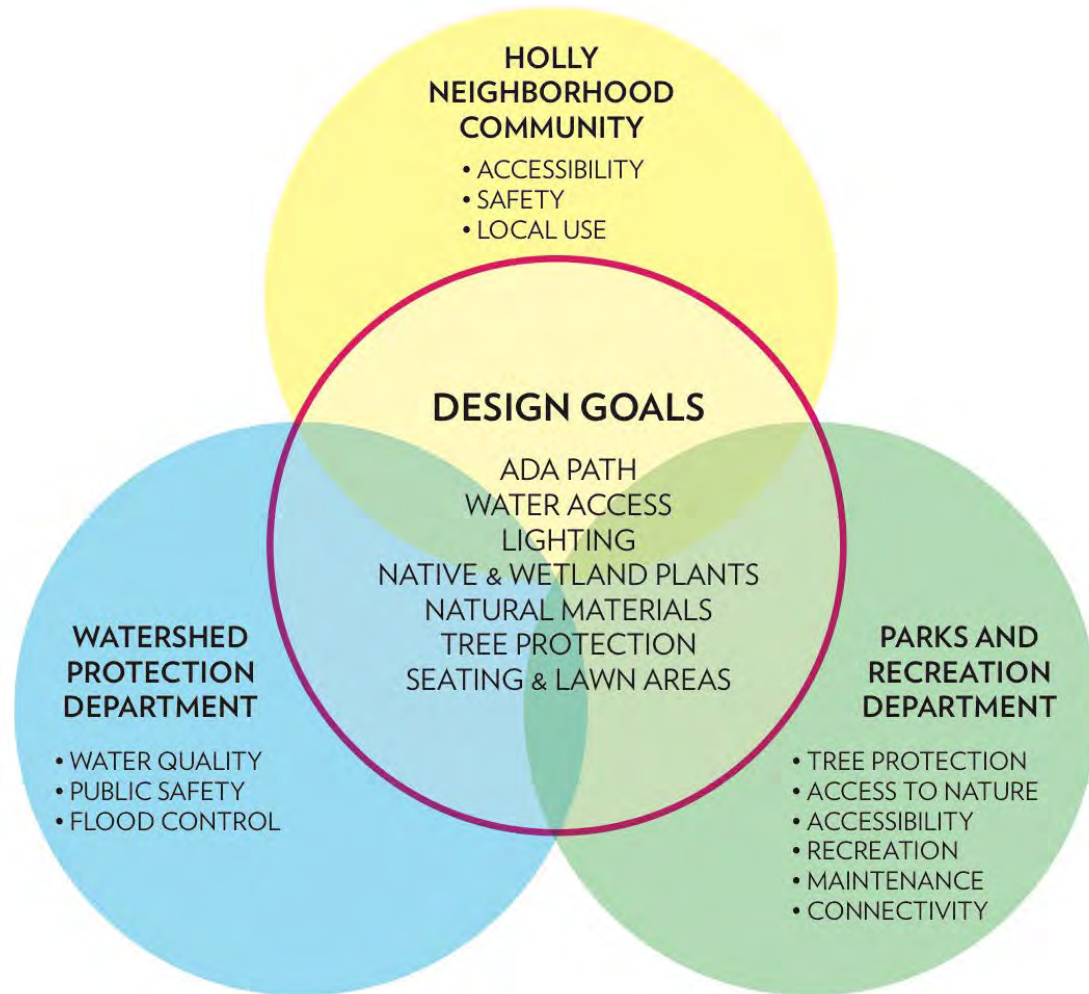 HOLLY
NEIGHBORHOOD
COMMUNITY
• ACCESSIBILITY
• SAFETY
• LOCAL USE
DESIGN GOALS
ADA PATH
WATER ACCESS
LIGHTING
NATIVE & WETLAND PLANTS
NATURAL MATERIALS
TREE PROTECTION
SEATING & LAWN AREAS
WATERSHED
PROTECTION
DEPARTMENT
• WATER QUALITY
• PUBLIC SAFETY
• FLOOD CONTROL
PARKS AND
RECREATION
DEPARTMENT
• TREE PROTECTION
• ACCESS TO NATURE
• ACCESSIBILITY
• RECREATION
• MAINTENANCE
• CONNECTIVITY